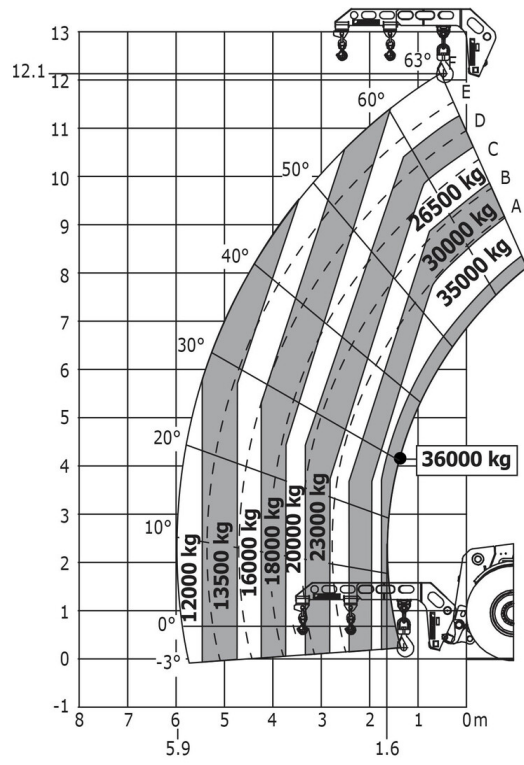 13
12.1
12
11
10
9
8
7
6
5
4
3
2
1
0
-1
63°
F
E
D
C
B
A
60°
50°
40°
30°
20°
10°
0°
-3°
26500 kg
30000 kg
35000 kg
36000 kg
12000 kg
13500 kg
16000 kg
18000 kg
20000 kg
23000 kg
8 7 6 5 4 3 2 1 0 m
5.9 1.6